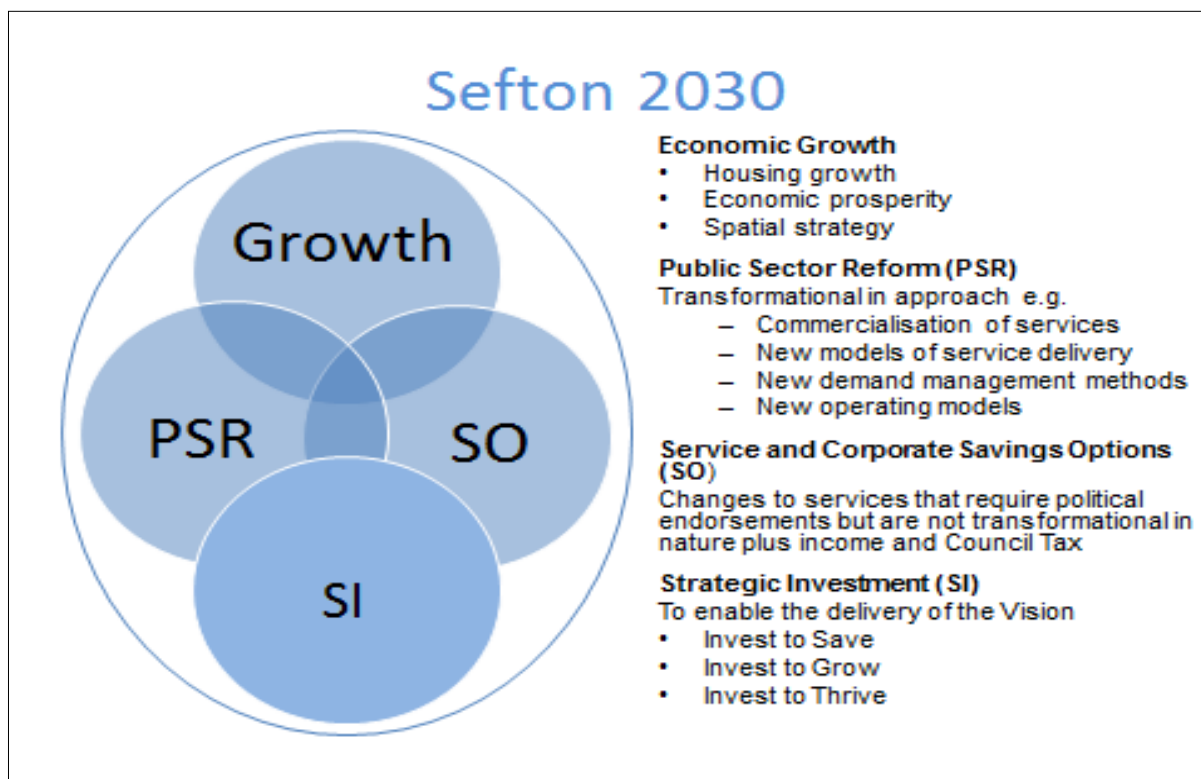 Sefton 2030
Growth
PSR
SO
SI
Economic Growth
• Housing growth
• Economic prosperity
• Spatial strategy
Public Sector Reform (PSR)
Transformational in approach e.g.
– Commercialisation of services
– New models of service delivery
– New demand management methods
– New operating models
Service and Corporate Savings Options
(SO)
Changes to services that require political
endorsements but are not transformational in
nature plus income and Council Tax
Strategic Investment (SI)
To enable the delivery of the Vision
• Invest to Save
• Invest to Grow
• Invest to Thrive